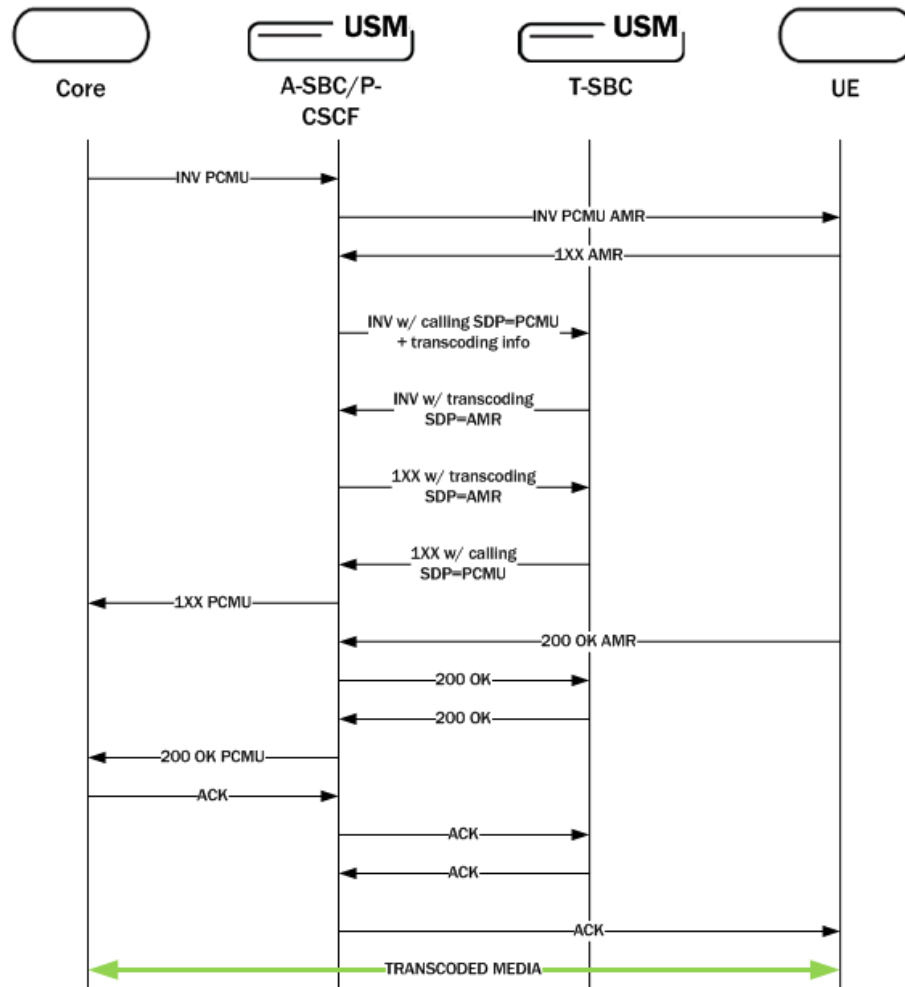 USM
USM
Core
A-SBC/P-
CSCF
T-SBC
UE
INV PCMU
INV PCMU AMR
1XX AMR
INV w/ calling SDP=PCMU
+ transcoding info
INV w/ transcoding
SDP=AMR
1XX w/ transcoding
SDP=AMR
1XX w/ calling
SDP=PCMU
1XX PCMU
200 OK AMR
200 OK
200 OK
200 OK PCMU
ACK
ACK
ACK
ACK
TRANSCODED MEDIA